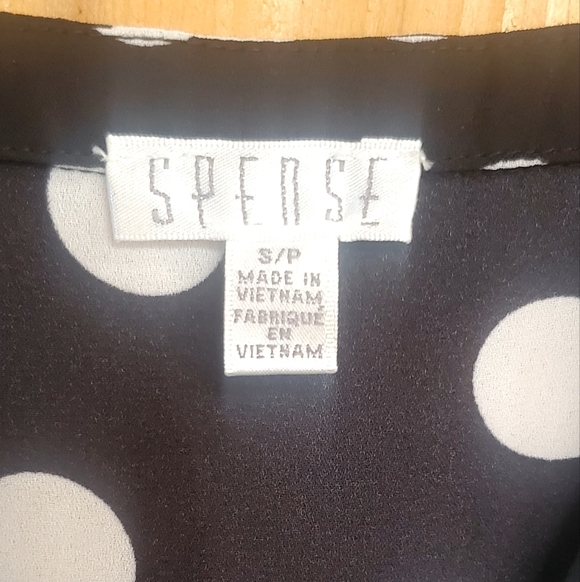 SPENSE
S/P
MADE IN
VIETNAM
FABRIQUÉ
EN
VIETNAM